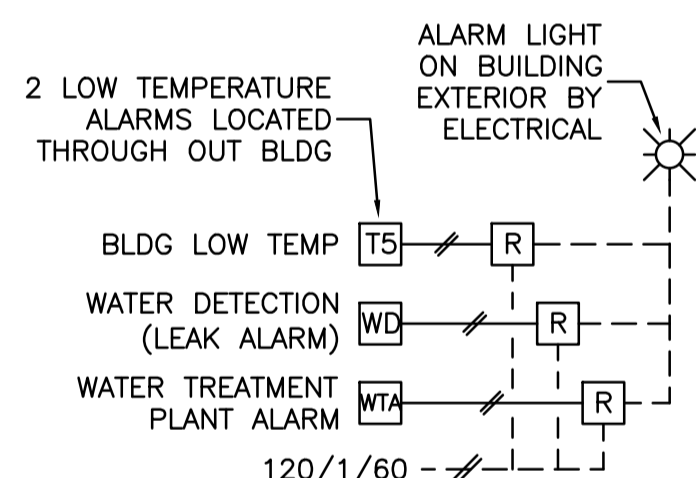 ALARM LIGHT
ON BUILDING
EXTERIOR BY
ELECTRICAL
2 LOW TEMPERATURE
ALARMS LOCATED
THROUGH OUT BLDG
BLDG LOW TEMP T5 R
WATER DETECTION
(LEAK ALARM) WD R
WATER TREATMENT
PLANT ALARM WTA R
120/1/60